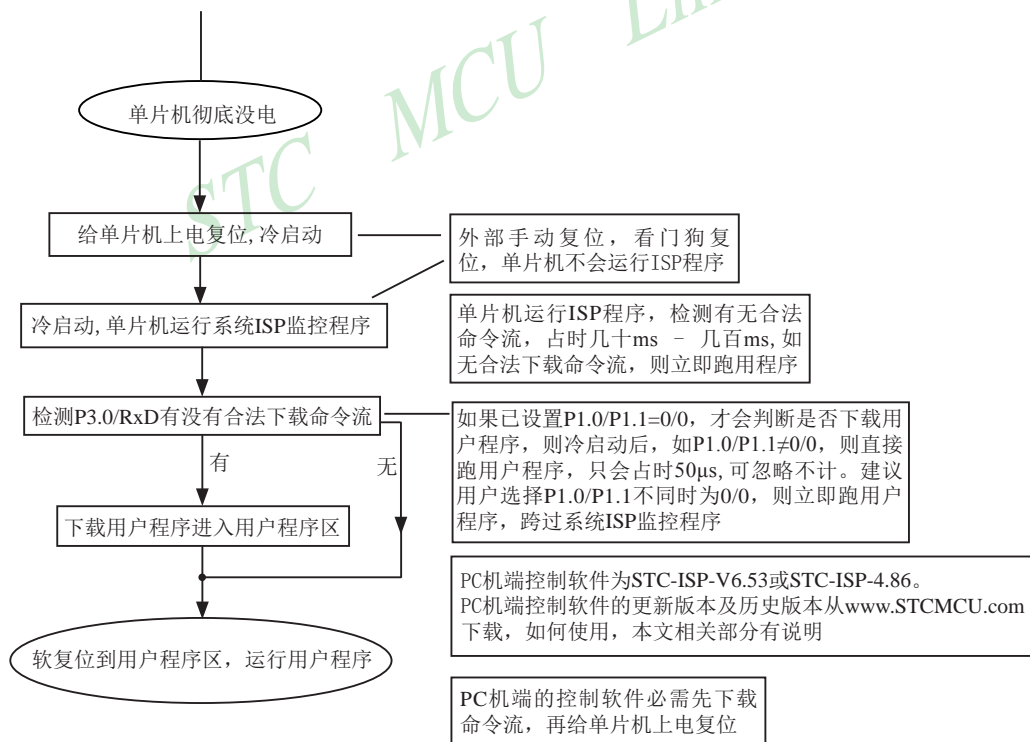 STC MCU
单片机彻底没电
给单片机上电复位,冷启动
外部手动复位，看门狗复
位，单片机不会运行ISP程序
冷启动,单片机运行系统ISP监控程序
单片机运行ISP程序，检测有无合法
命令流，占时几十ms － 几百ms,如
无合法下载命令流，则立即跑用程序
检测P3.0/RxD有没有合法下载命令流
如果已设置P1.0/P1.1=0/0，才会判断是否下载用
户程序，则冷启动后，如P1.0/P1.1≠0/0，则直接
跑用户程序，只会占时50μs,可忽略不计。建议
用户选择P1.0/P1.1不同时为0/0，则立即跑用户
程序，跨过系统ISP监控程序
有
无
下载用户程序进入用户程序区
PC机端控制软件为STC-ISP-V6.53或STC-ISP-4.86。
PC机端控制软件的更新版本及历史版本从www.STCMCU.com
下载，如何使用，本文相关部分有说明
软复位到用户程序区，运行用户程序
PC机端的控制软件必需先下载
命令流，再给单片机上电复位